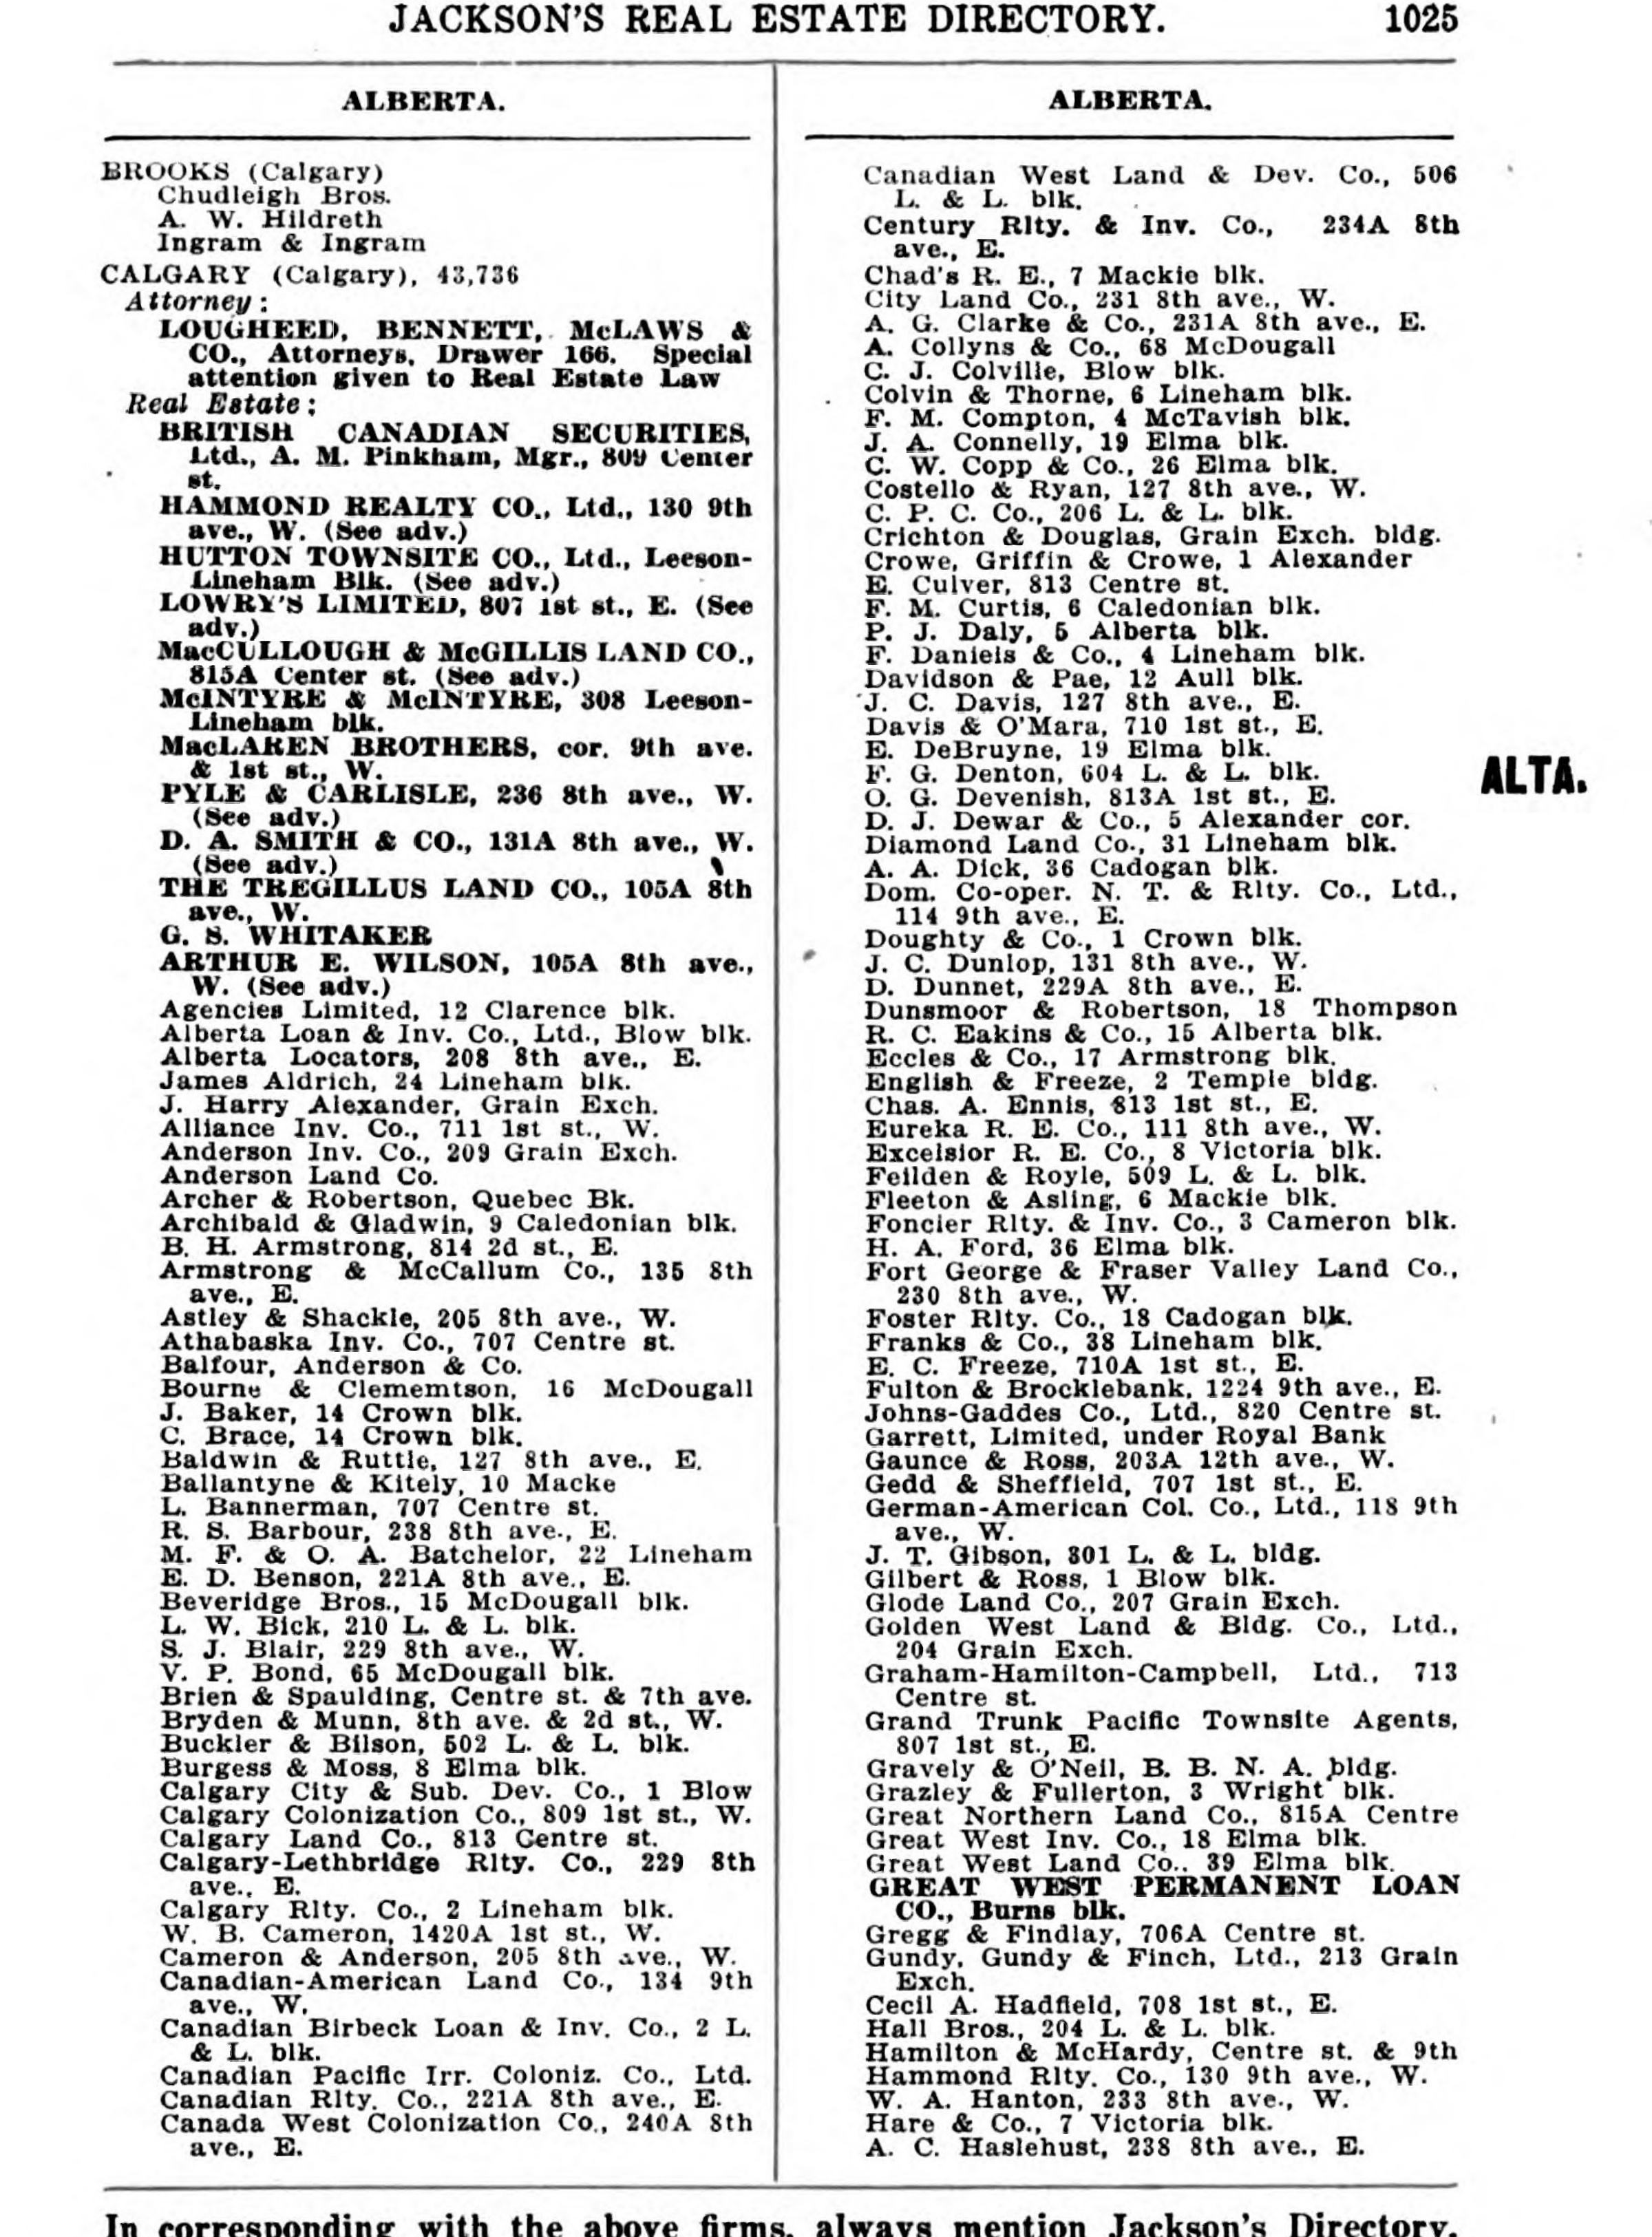 JACKSON'S REAL ESTATE DIRECTORY. 1025
ALBERTA.
BROOKS (Calgary)
Chudleigh Bros.
A. W. Hildreth
Ingram & Ingram
CALGARY (Calgary), 43,736
Attorney:
LOUGHEED, BENNETT, McLAWS &
CO., Attorneys, Drawer 166. Special
attention given to Real Estate Law
Real Estate:
BRITISH CANADIAN SECURITIES,
Ltd., A. M. Pinkham, Mgr., 809 Center
st.
HAMMOND REALTY CO., Ltd., 130 9th
ave., W. (See adv.)
HUTTON TOWNSITE CO., Ltd., Leeson-
Lineham Blk. (See adv.)
LOWRY'S LIMITED, 807 1st st., E. (See
adv.)
MacCULLOUGH & McGILLIS LAND CO.,
815A Center st. (See adv.)
McINTYRE & McINTYRE, 308 Leeson-
Lineham blk.
MacLAREN BROTHERS, cor. 9th ave.
& 1st st., W.
PYLE & CARLISLE, 236 8th ave., W.
(See adv.)
D. A. SMITH & CO., 131A 8th ave., W.
(See adv.)
THE TREGILLUS LAND CO., 105A 8th
ave., W.
G. S. WHITAKER
ARTHUR E. WILSON, 105A 8th ave.,
W. (See adv.)
Agencies Limited, 12 Clarence blk.
Alberta Loan & Inv. Co., Ltd., Blow blk.
Alberta Locators, 208 8th ave., E.
James Aldrich, 24 Lineham blk.
J. Harry Alexander, Grain Exch.
Alliance Inv. Co., 711 1st st., W.
Anderson Inv. Co., 209 Grain Exch.
Anderson Land Co.
Archer & Robertson, Quebec Bk.
Archibald & Gladwin, 9 Caledonian blk.
B. H. Armstrong, 814 2d st., E.
Armstrong & McCallum Co., 135 8th
ave., E.
Astley & Shackle, 205 8th ave., W.
Athabaska Inv. Co., 707 Centre st.
Balfour, Anderson & Co.
Bourne & Clememtson, 16 McDougall
J. Baker, 14 Crown blk.
C. Brace, 14 Crown blk.
Baldwin & Ruttle, 127 8th ave., E.
Ballantyne & Kitely, 10 Macke
L. Bannerman, 707 Centre st.
R. S. Barbour, 238 8th ave., E.
M. F. & O. A. Batchelor, 22 Lineham
E. D. Benson, 221A 8th ave., E.
Beveridge Bros., 15 McDougall blk.
L. W. Bick, 210 L. & L. blk.
S. J. Blair, 229 8th ave., W.
V. P. Bond, 65 McDougall blk.
Brien & Spaulding, Centre st. & 7th ave.
Bryden & Munn, 8th ave. & 2d st., W.
Buckler & Bilson, 502 L. & L. blk.
Burgess & Moss, 8 Elma blk.
Calgary City & Sub. Dev. Co., 1 Blow
Calgary Colonization Co., 809 1st st., W.
Calgary Land Co., 813 Centre st.
Calgary-Lethbridge Rlty. Co., 229 8th
ave., E.
Calgary Rlty. Co., 2 Lineham blk.
W. B. Cameron, 1420A 1st st., W.
Cameron & Anderson, 205 8th ave., W.
Canadian-American Land Co., 134 9th
ave., W.
Canadian Birbeck Loan & Inv. Co., 2 L.
& L. blk.
Canadian Pacific Irr. Coloniz. Co., Ltd.
Canadian Rlty. Co., 221A 8th ave., E.
Canada West Colonization Co., 240A 8th
ave., E.
ALBERTA.
Canadian West Land & Dev. Co., 506
L. & L. blk.
Century Rlty. & Inv. Co., 234A 8th
ave., E.
Chad's R. E., 7 Mackie blk.
City Land Co., 231 8th ave., W.
A. G. Clarke & Co., 231A 8th ave., E.
A. Collyns & Co., 68 McDougall
C. J. Colville, Blow blk.
Colvin & Thorne, 6 Lineham blk.
F. M. Compton, 4 McTavish blk.
J. A. Connelly, 19 Elma blk.
C. W. Copp & Co., 26 Elma blk.
Costello & Ryan, 127 8th ave., W.
C. P. C. Co., 206 L. & L. blk.
Crichton & Douglas, Grain Exch. bldg.
Crowe, Griffin & Crowe, 1 Alexander
E. Culver, 813 Centre st.
F. M. Curtis, 6 Caledonian blk.
P. J. Daly, 5 Alberta blk.
F. Daniels & Co., 4 Lineham blk.
Davidson & Pae, 12 Aull blk.
J. C. Davis, 127 8th ave., E.
Davis & O'Mara, 710 1st st., E.
E. DeBruyne, 19 Elma blk.
F. G. Denton, 604 L. & L. blk.
O. G. Devenish, 813A 1st st., E.
D. J. Dewar & Co., 5 Alexander cor.
Diamond Land Co., 31 Lineham blk.
A. A. Dick, 36 Cadogan blk.
Dom. Co-oper. N. T. & Rlty. Co., Ltd.,
114 9th ave., E.
Doughty & Co., 1 Crown blk.
J. C. Dunlop, 131 8th ave., W.
D. Dunnet, 229A 8th ave., E.
Dunsmoor & Robertson, 18 Thompson
R. C. Eakins & Co., 15 Alberta blk.
Eccles & Co., 17 Armstrong blk.
English & Freeze, 2 Temple bldg.
Chas. A. Ennis, 813 1st st., E.
Eureka R. E. Co., 111 8th ave., W.
Excelsior R. E. Co., 8 Victoria blk.
Feilden & Royle, 509 L. & L. blk.
Fleeton & Asling, 6 Mackie blk.
Foncier Rlty. & Inv. Co., 3 Cameron blk.
H. A. Ford, 36 Elma blk.
Fort George & Fraser Valley Land Co.,
230 8th ave., W.
Foster Rlty. Co., 18 Cadogan blk.
Franks & Co., 38 Lineham blk.
E. C. Freeze, 710A 1st st., E.
Fulton & Brocklebank, 1224 9th ave., E.
Johns-Gaddes Co., Ltd., 820 Centre st.
Garrett, Limited, under Royal Bank
Gaunce & Ross, 203A 12th ave., W.
Gedd & Sheffield, 707 1st st., E.
German-American Col. Co., Ltd., 118 9th
ave., W.
J. T. Gibson, 801 L. & L. bldg.
Gilbert & Ross, 1 Blow blk.
Glode Land Co., 207 Grain Exch.
Golden West Land & Bldg. Co., Ltd.,
204 Grain Exch.
Graham-Hamilton-Campbell, Ltd., 713
Centre st.
Grand Trunk Pacific Townsite Agents,
807 1st st., E.
Gravely & O'Neil, B. B. N. A. bldg.
Grazley & Fullerton, 3 Wright blk.
Great Northern Land Co., 815A Centre
Great West Inv. Co., 18 Elma blk.
Great West Land Co., 39 Elma blk.
GREAT WEST PERMANENT LOAN
CO., Burns blk.
Gregg & Findlay, 706A Centre st.
Gundy, Gundy & Finch, Ltd., 213 Grain
Exch.
Cecil A. Hadfield, 708 1st st., E.
Hall Bros., 204 L. & L. blk.
Hamilton & McHardy, Centre st. & 9th
Hammond Rlty. Co., 130 9th ave., W.
W. A. Hanton, 233 8th ave., W.
Hare & Co., 7 Victoria blk.
A. C. Haslehust, 238 8th ave., E.
ALTA.
In corresponding with the above firms, always mention Jackson's Directory.